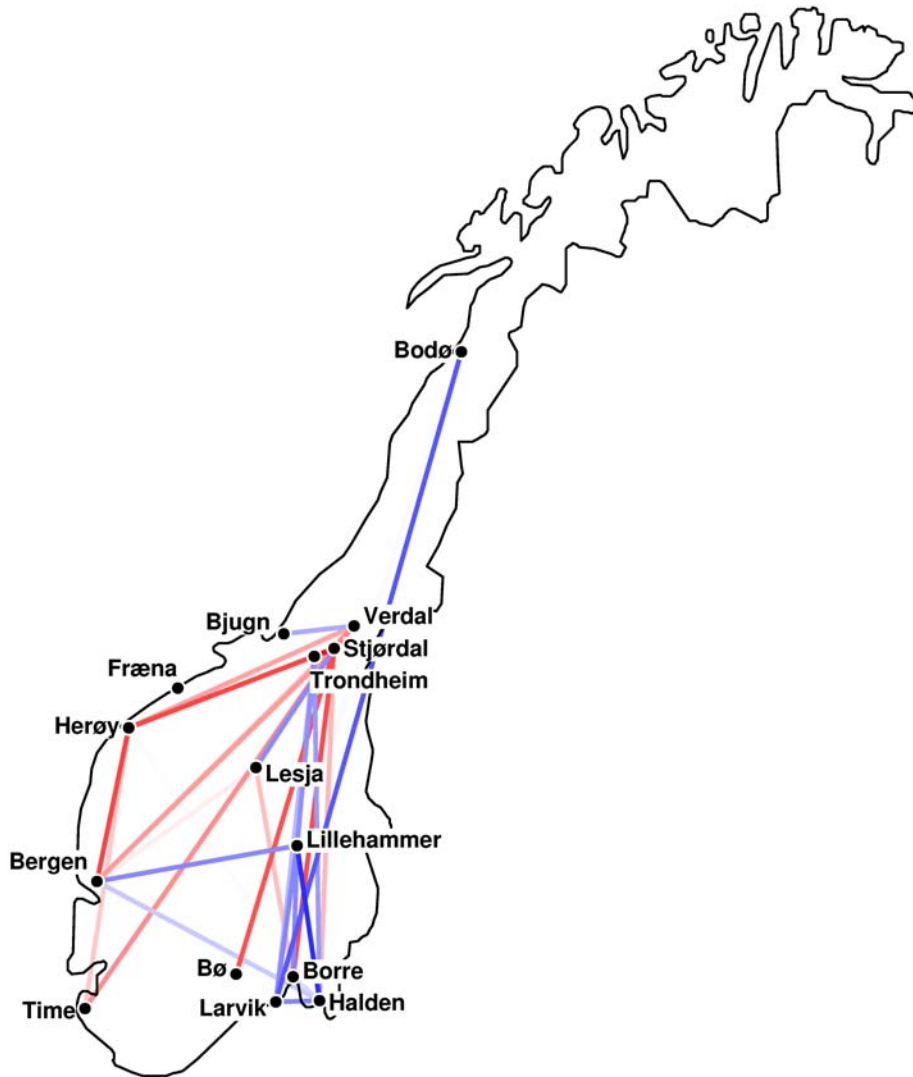 Bodø
Verdal
Bjugn
Stjørdal
Trondheim
Fræna
Herøy
Lesja
Lillehammer
Bergen
Bø
Borre
Larvik
Halden
Time